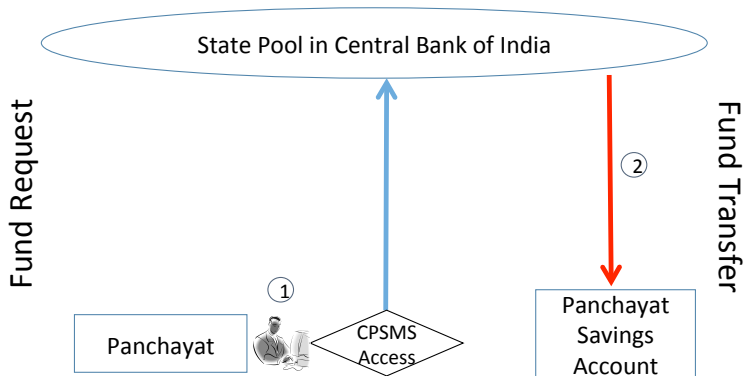 State Pool in Central Bank of India
Fund Request
Fund Transfer
2
1
Panchayat
CPSMS
Access
Panchayat
Savings
Account